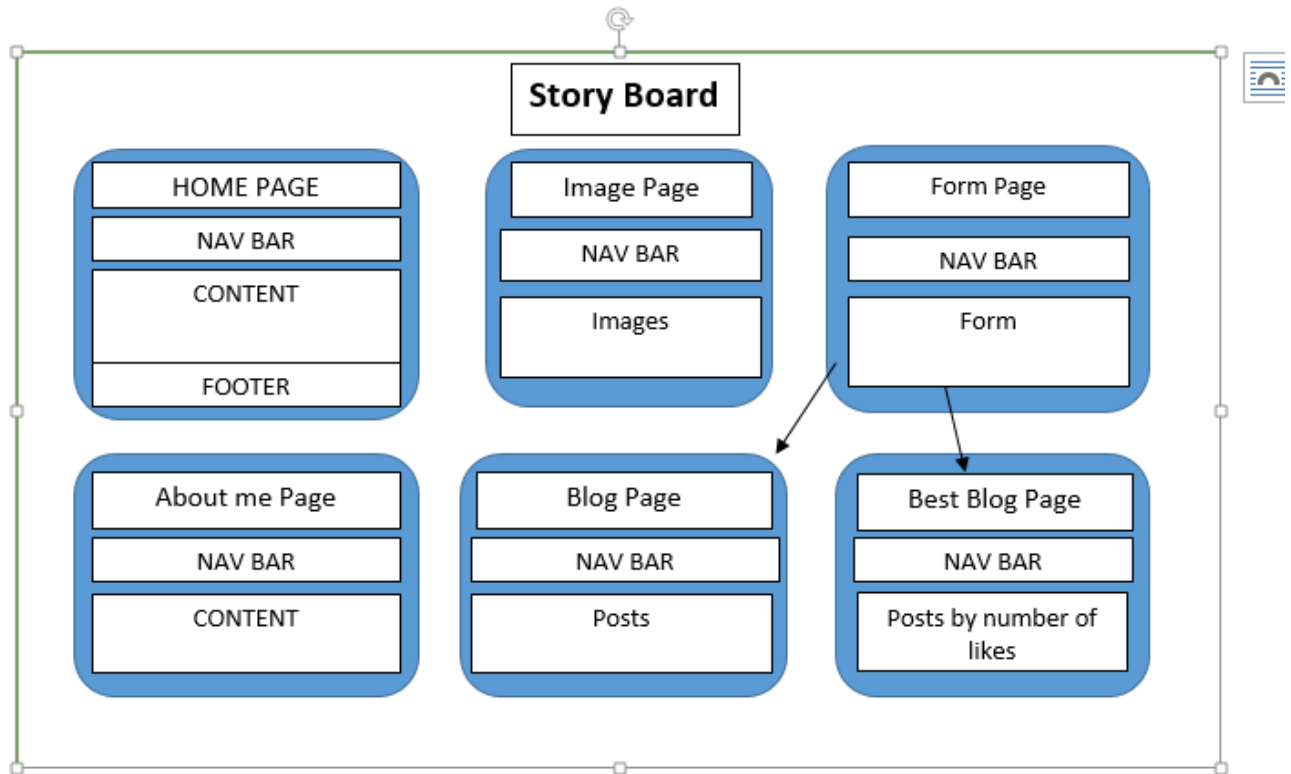 Story Board
HOME PAGE
NAV BAR
CONTENT
FOOTER
Image Page
NAV BAR
Images
Form Page
NAV BAR
Form
About me Page
NAV BAR
CONTENT
Blog Page
NAV BAR
Posts
Best Blog Page
NAV BAR
Posts by number of
likes